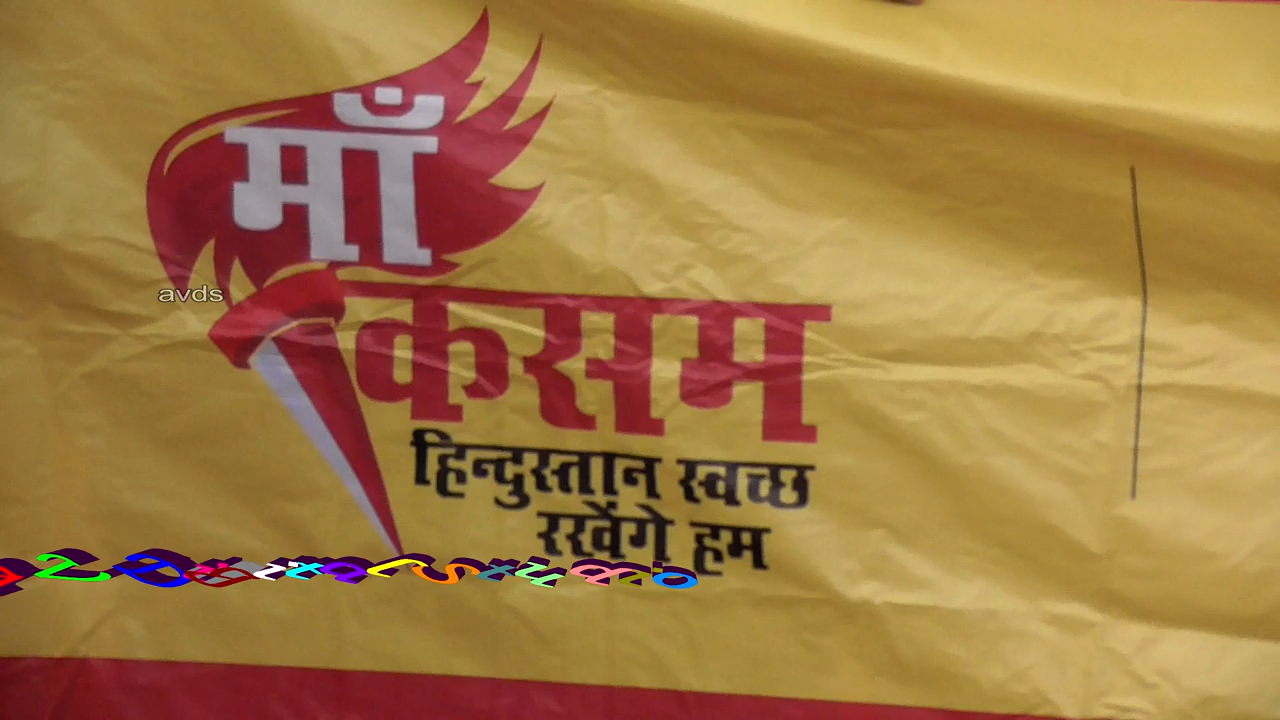 माँ
कसम
हिन्दुस्तान स्वच्छ
रखेंगे हम
avds